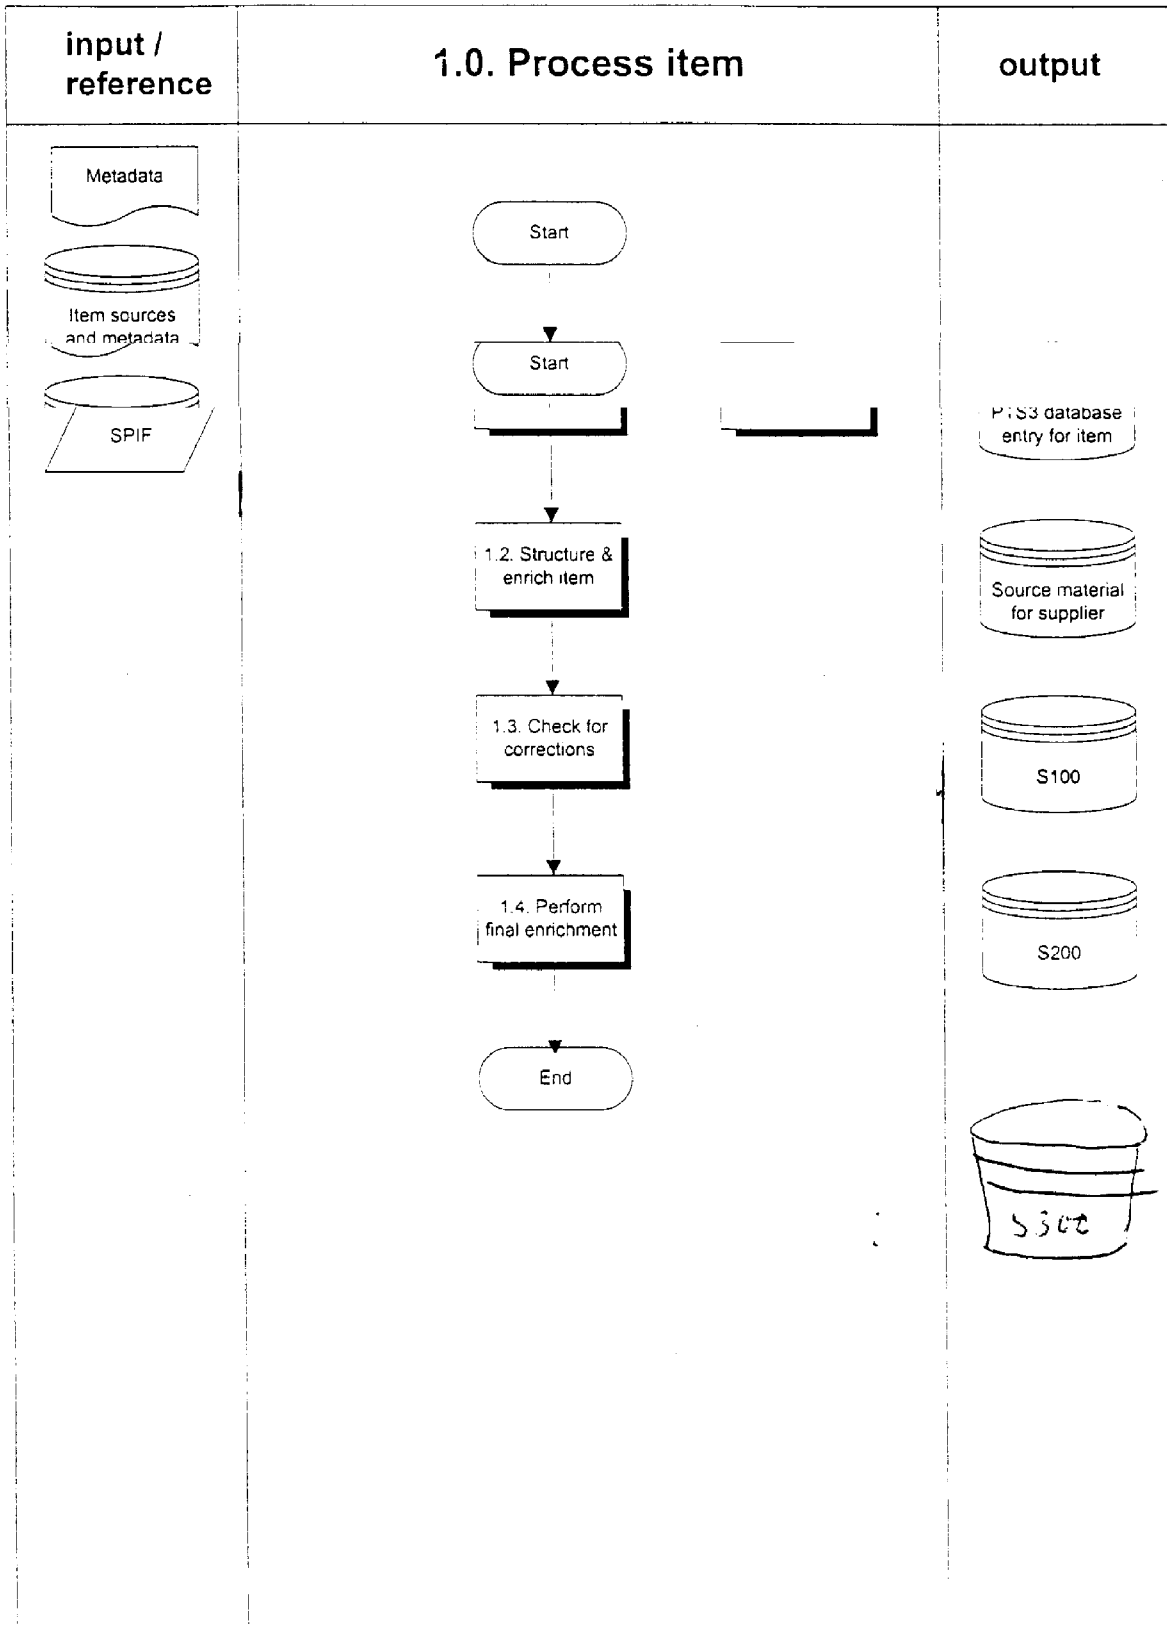 input /
reference
1.0. Process item
output
Metadata
Item sources
and metadata
SPIF
Start
Start
1.2. Structure &
enrich item
1.3. Check for
corrections
1.4. Perform
final enrichment
End
PTS3 database
entry for item
Source material
for supplier
S100
S200
S300